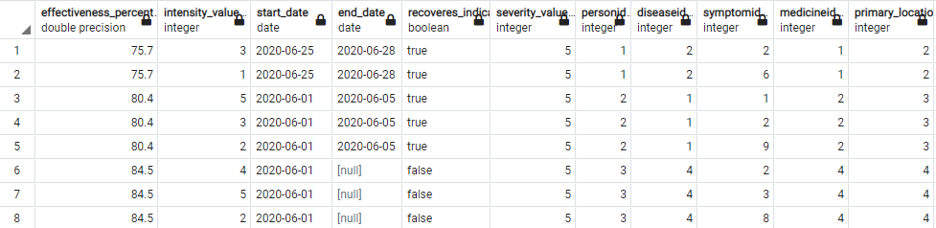 effectiveness_percent... intensity_value... start_date end_date recoveres_indic... severity_value... personid... diseaseid... symptomid... medicineid... primary_locatio
double precision integer date date boolean integer integer integer integer integer integer
1 75.7 3 2020-06-25 2020-06-28 true 5 1 2 2 1 2
2 75.7 1 2020-06-25 2020-06-28 true 5 1 2 6 1 2
3 80.4 5 2020-06-01 2020-06-05 true 5 2 1 1 2 3
4 80.4 3 2020-06-01 2020-06-05 true 5 2 1 2 2 3
5 80.4 2 2020-06-01 2020-06-05 true 5 2 1 9 2 3
6 84.5 4 2020-06-01 [null] false 5 3 4 2 4 4
7 84.5 5 2020-06-01 [null] false 5 3 4 3 4 4
8 84.5 2 2020-06-01 [null] false 5 3 4 8 4 4